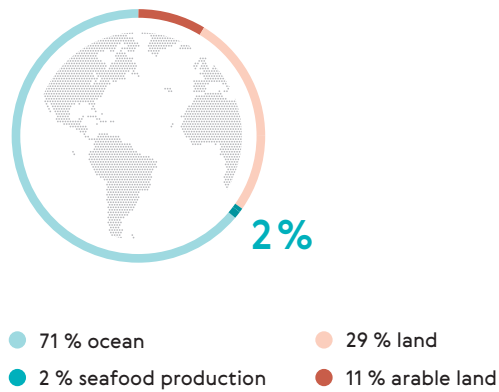 2 %
71 % ocean
29 % land
2 % seafood production
11 % arable land